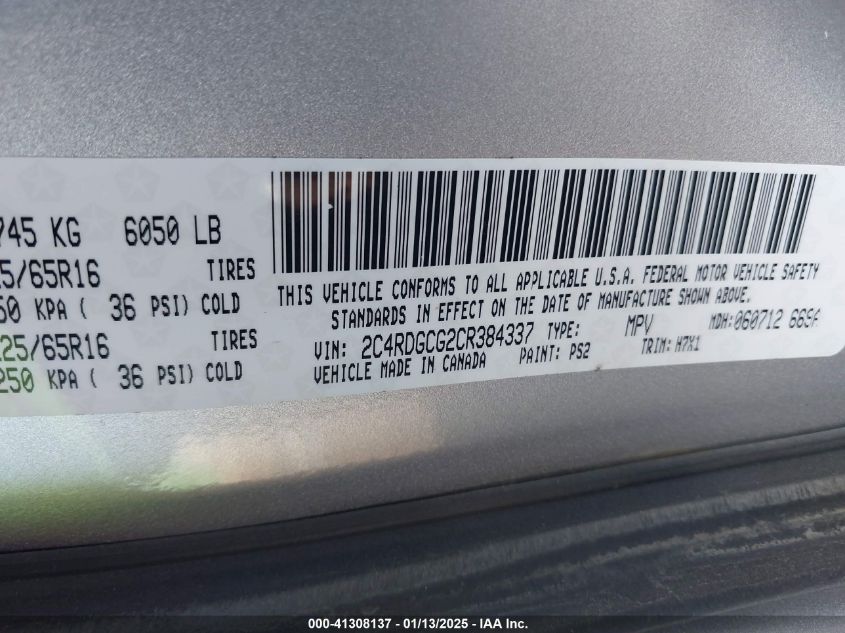 745 KG 6050 LB
5/65R16 TIRES
50 KPA ( 36 PSI) COLD
225/65R16 TIRES
250 KPA ( 36 PSI) COLD
THIS VEHICLE CONFORMS TO ALL APPLICABLE U.S.A. FEDERAL MOTOR VEHICLE SAFETY
STANDARDS IN EFFECT ON THE DATE OF MANUFACTURE SHOWN ABOVE.
VIN: 2C4RDGCG2CR384337 TYPE: MPV MDH:060712 669A
VEHICLE MADE IN CANADA PAINT: PS2 TRIM: H7X1
000-41308137 - 01/13/2025 - IAA Inc.